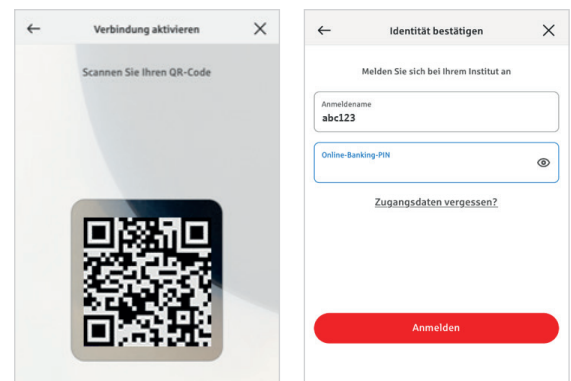 Verbindung aktivieren
Scannen Sie Ihren QR-Code
Identität bestätigen
Melden Sie sich bei Ihrem Institut an
Anmeldename
abc123
Online-Banking-PIN
Zugangsdaten vergessen?
Anmelden